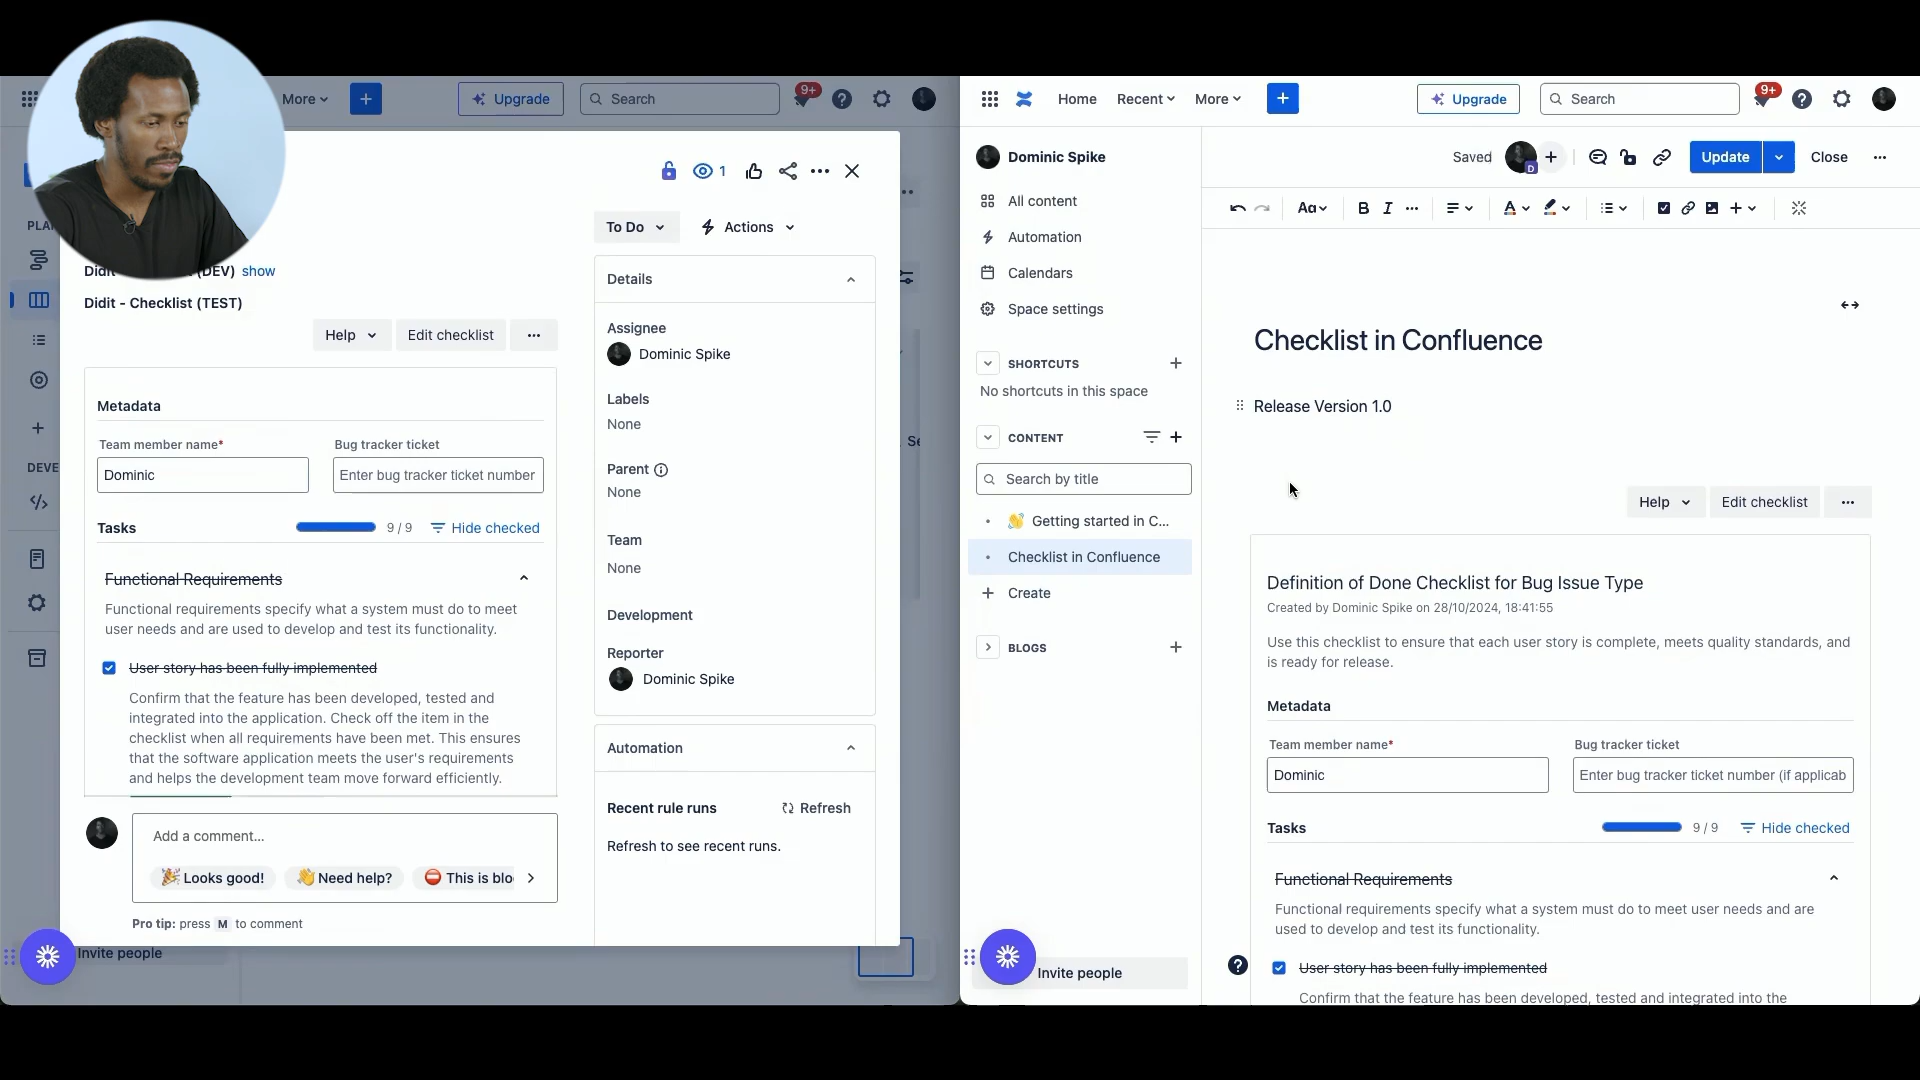 More
+
Upgrade
Search
9+
PLA
DEVE
Didit (DEV) show
Didit - Checklist (TEST)
Help
Edit checklist
Metadata
Team member name*
Bug tracker ticket
Dominic
Enter bug tracker ticket number
Tasks
9 / 9
Hide checked
Functional Requirements
Functional requirements specify what a system must do to meet
user needs and are used to develop and test its functionality.
User story has been fully implemented
Confirm that the feature has been developed, tested and
integrated into the application. Check off the item in the
checklist when all requirements have been met. This ensures
that the software application meets the user's requirements
and helps the development team move forward efficiently.
Add a comment...
Looks good!
Need help?
This is blo
Pro tip: press M to comment
Invite people
1
To Do
Actions
Details
Assignee
Dominic Spike
Labels
None
Parent
None
Team
None
Development
Reporter
Dominic Spike
Automation
Recent rule runs
Refresh
Refresh to see recent runs.
Se
Home
Recent
More
+
Upgrade
Search
9+
Dominic Spike
All content
Automation
Calendars
Space settings
SHORTCUTS
No shortcuts in this space
CONTENT
Search by title
Getting started in C...
Checklist in Confluence
Create
BLOGS
Invite people
Saved
D
Update
Close
Aa
B
I
A
Checklist in Confluence
Release Version 1.0
Help
Edit checklist
Definition of Done Checklist for Bug Issue Type
Created by Dominic Spike on 28/10/2024, 18:41:55
Use this checklist to ensure that each user story is complete, meets quality standards, and
is ready for release.
Metadata
Team member name*
Bug tracker ticket
Dominic
Enter bug tracker ticket number (if applicab
Tasks
9 / 9
Hide checked
Functional Requirements
Functional requirements specify what a system must do to meet user needs and are
used to develop and test its functionality.
User story has been fully implemented
Confirm that the feature has been developed, tested and integrated into the